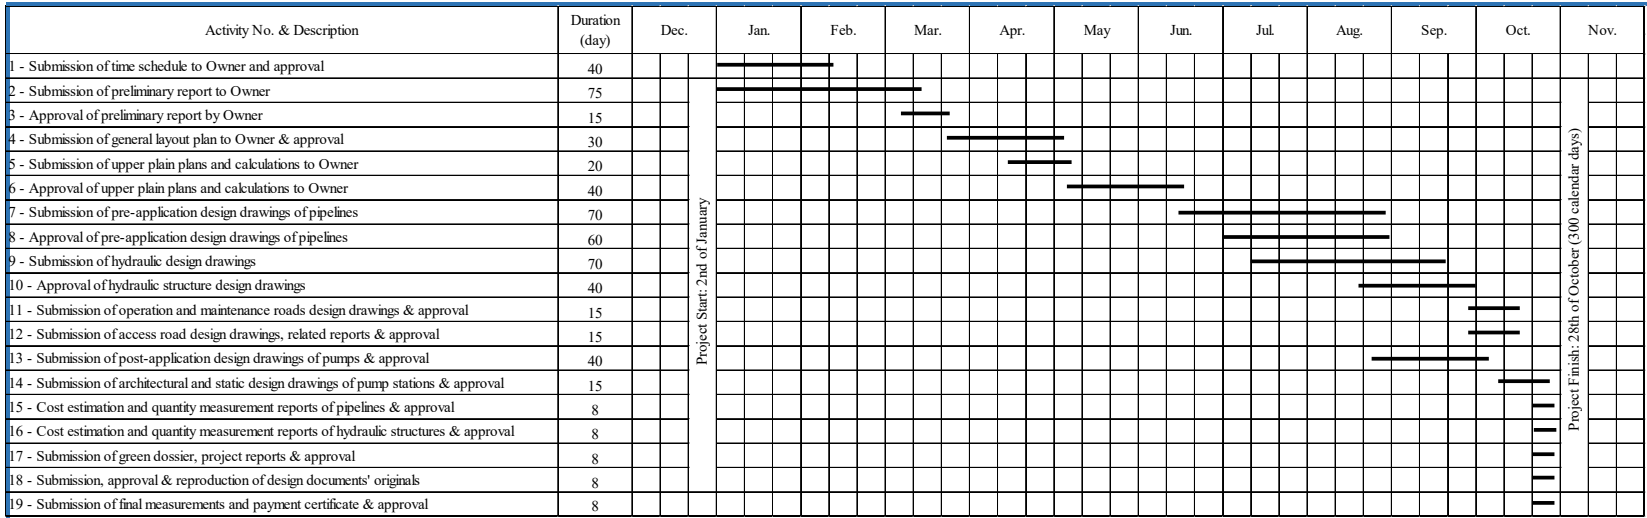 Activity No. & Description Duration (day) Dec. Jan. Feb. Mar. Apr. May Jun. Jul. Aug. Sep. Oct. Nov.
1 - Submission of time schedule to Owner and approval 40
2 - Submission of preliminary report to Owner 75
3 - Approval of preliminary report by Owner 15
4 - Submission of general layout plan to Owner & approval 30
5 - Submission of upper plain plans and calculations to Owner 20
6 - Approval of upper plain plans and calculations to Owner 40
7 - Submission of pre-application design drawings of pipelines 70
8 - Approval of pre-application design drawings of pipelines 60
9 - Submission of hydraulic design drawings 70
10 - Approval of hydraulic structure design drawings 40
11 - Submission of operation and maintenance roads design drawings & approval 15
12 - Submission of access road design drawings, related reports & approval 15
13 - Submission of post-application design drawings of pumps & approval 40
14 - Submission of architectural and static design drawings of pump stations & approval 15
15 - Cost estimation and quantity measurement reports of pipelines & approval 8
16 - Cost estimation and quantity measurement reports of hydraulic structures & approval 8
17 - Submission of green dossier, project reports & approval 8
18 - Submission, approval & reproduction of design documents' originals 8
19 - Submission of final measurements and payment certificate & approval 8
Project Start: 2nd of January
Project Finish: 28th of October (300 calendar days)